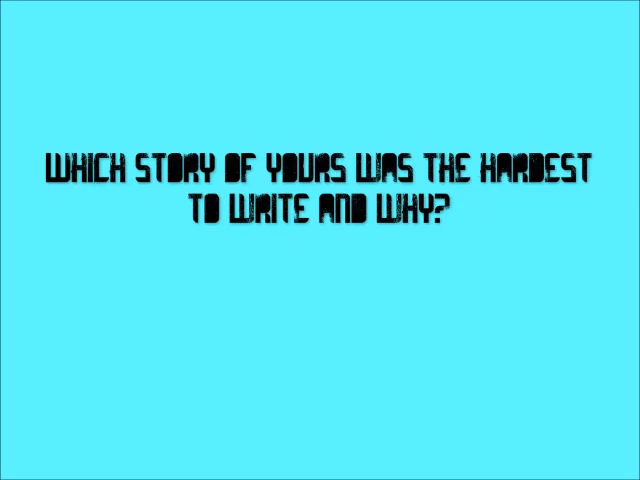 WHICH STORY OF YOURS WAS THE HARDEST
TO WRITE AND WHY?